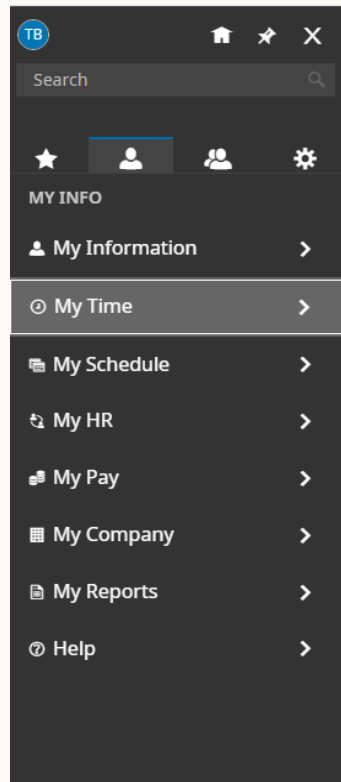 TB
Search
MY INFO
My Information
My Time
My Schedule
My HR
My Pay
My Company
My Reports
Help